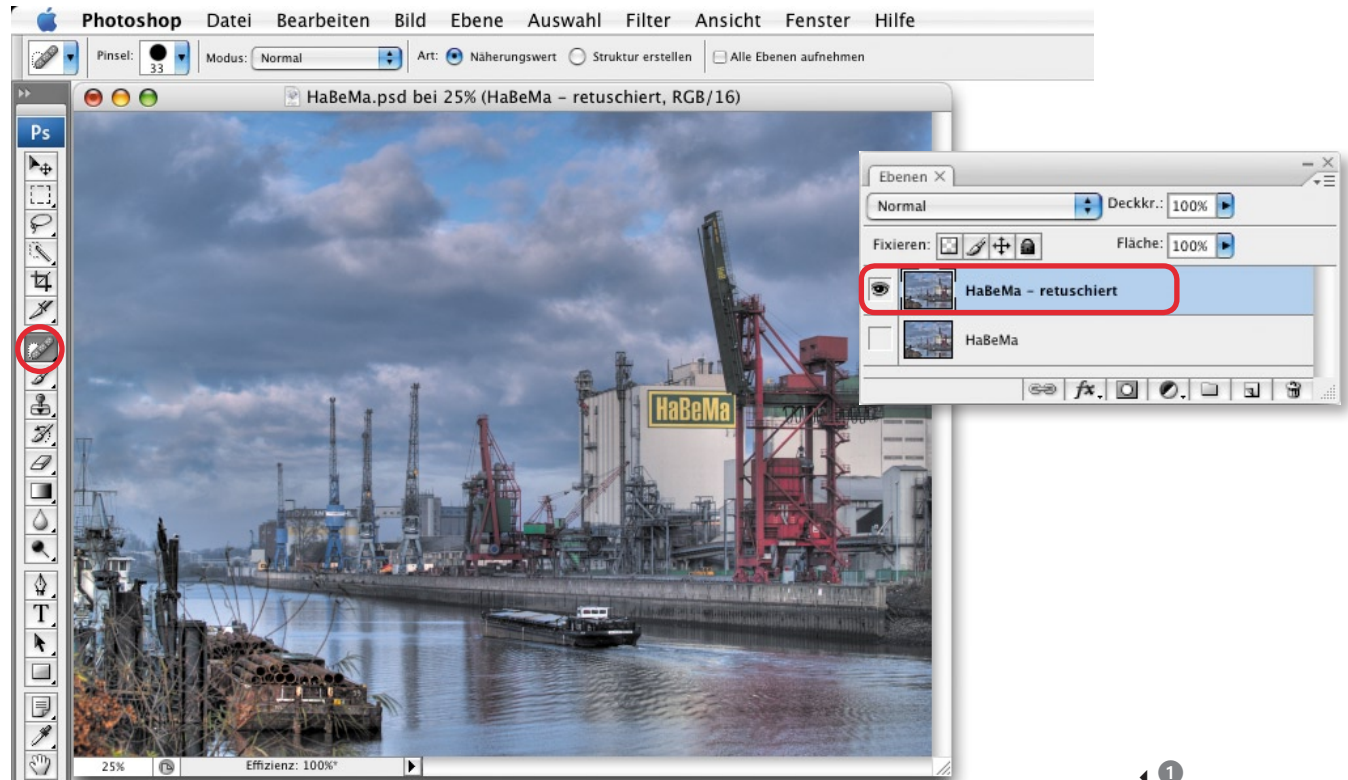 Photoshop Datei Bearbeiten Bild Ebene Auswahl Filter Ansicht Fenster Hilfe
Pinsel: 33 Modus: Normal Art: Näherungswert Struktur erstellen Alle Ebenen aufnehmen
HaBeMa.psd bei 25% (HaBeMa – retuschiert, RGB/16)
Ps
T
HaBeMa
25% Effizienz: 100%*
Ebenen
Normal Deckkr.: 100%
Fixieren: Fläche: 100%
HaBeMa – retuschiert
HaBeMa
fx.
1